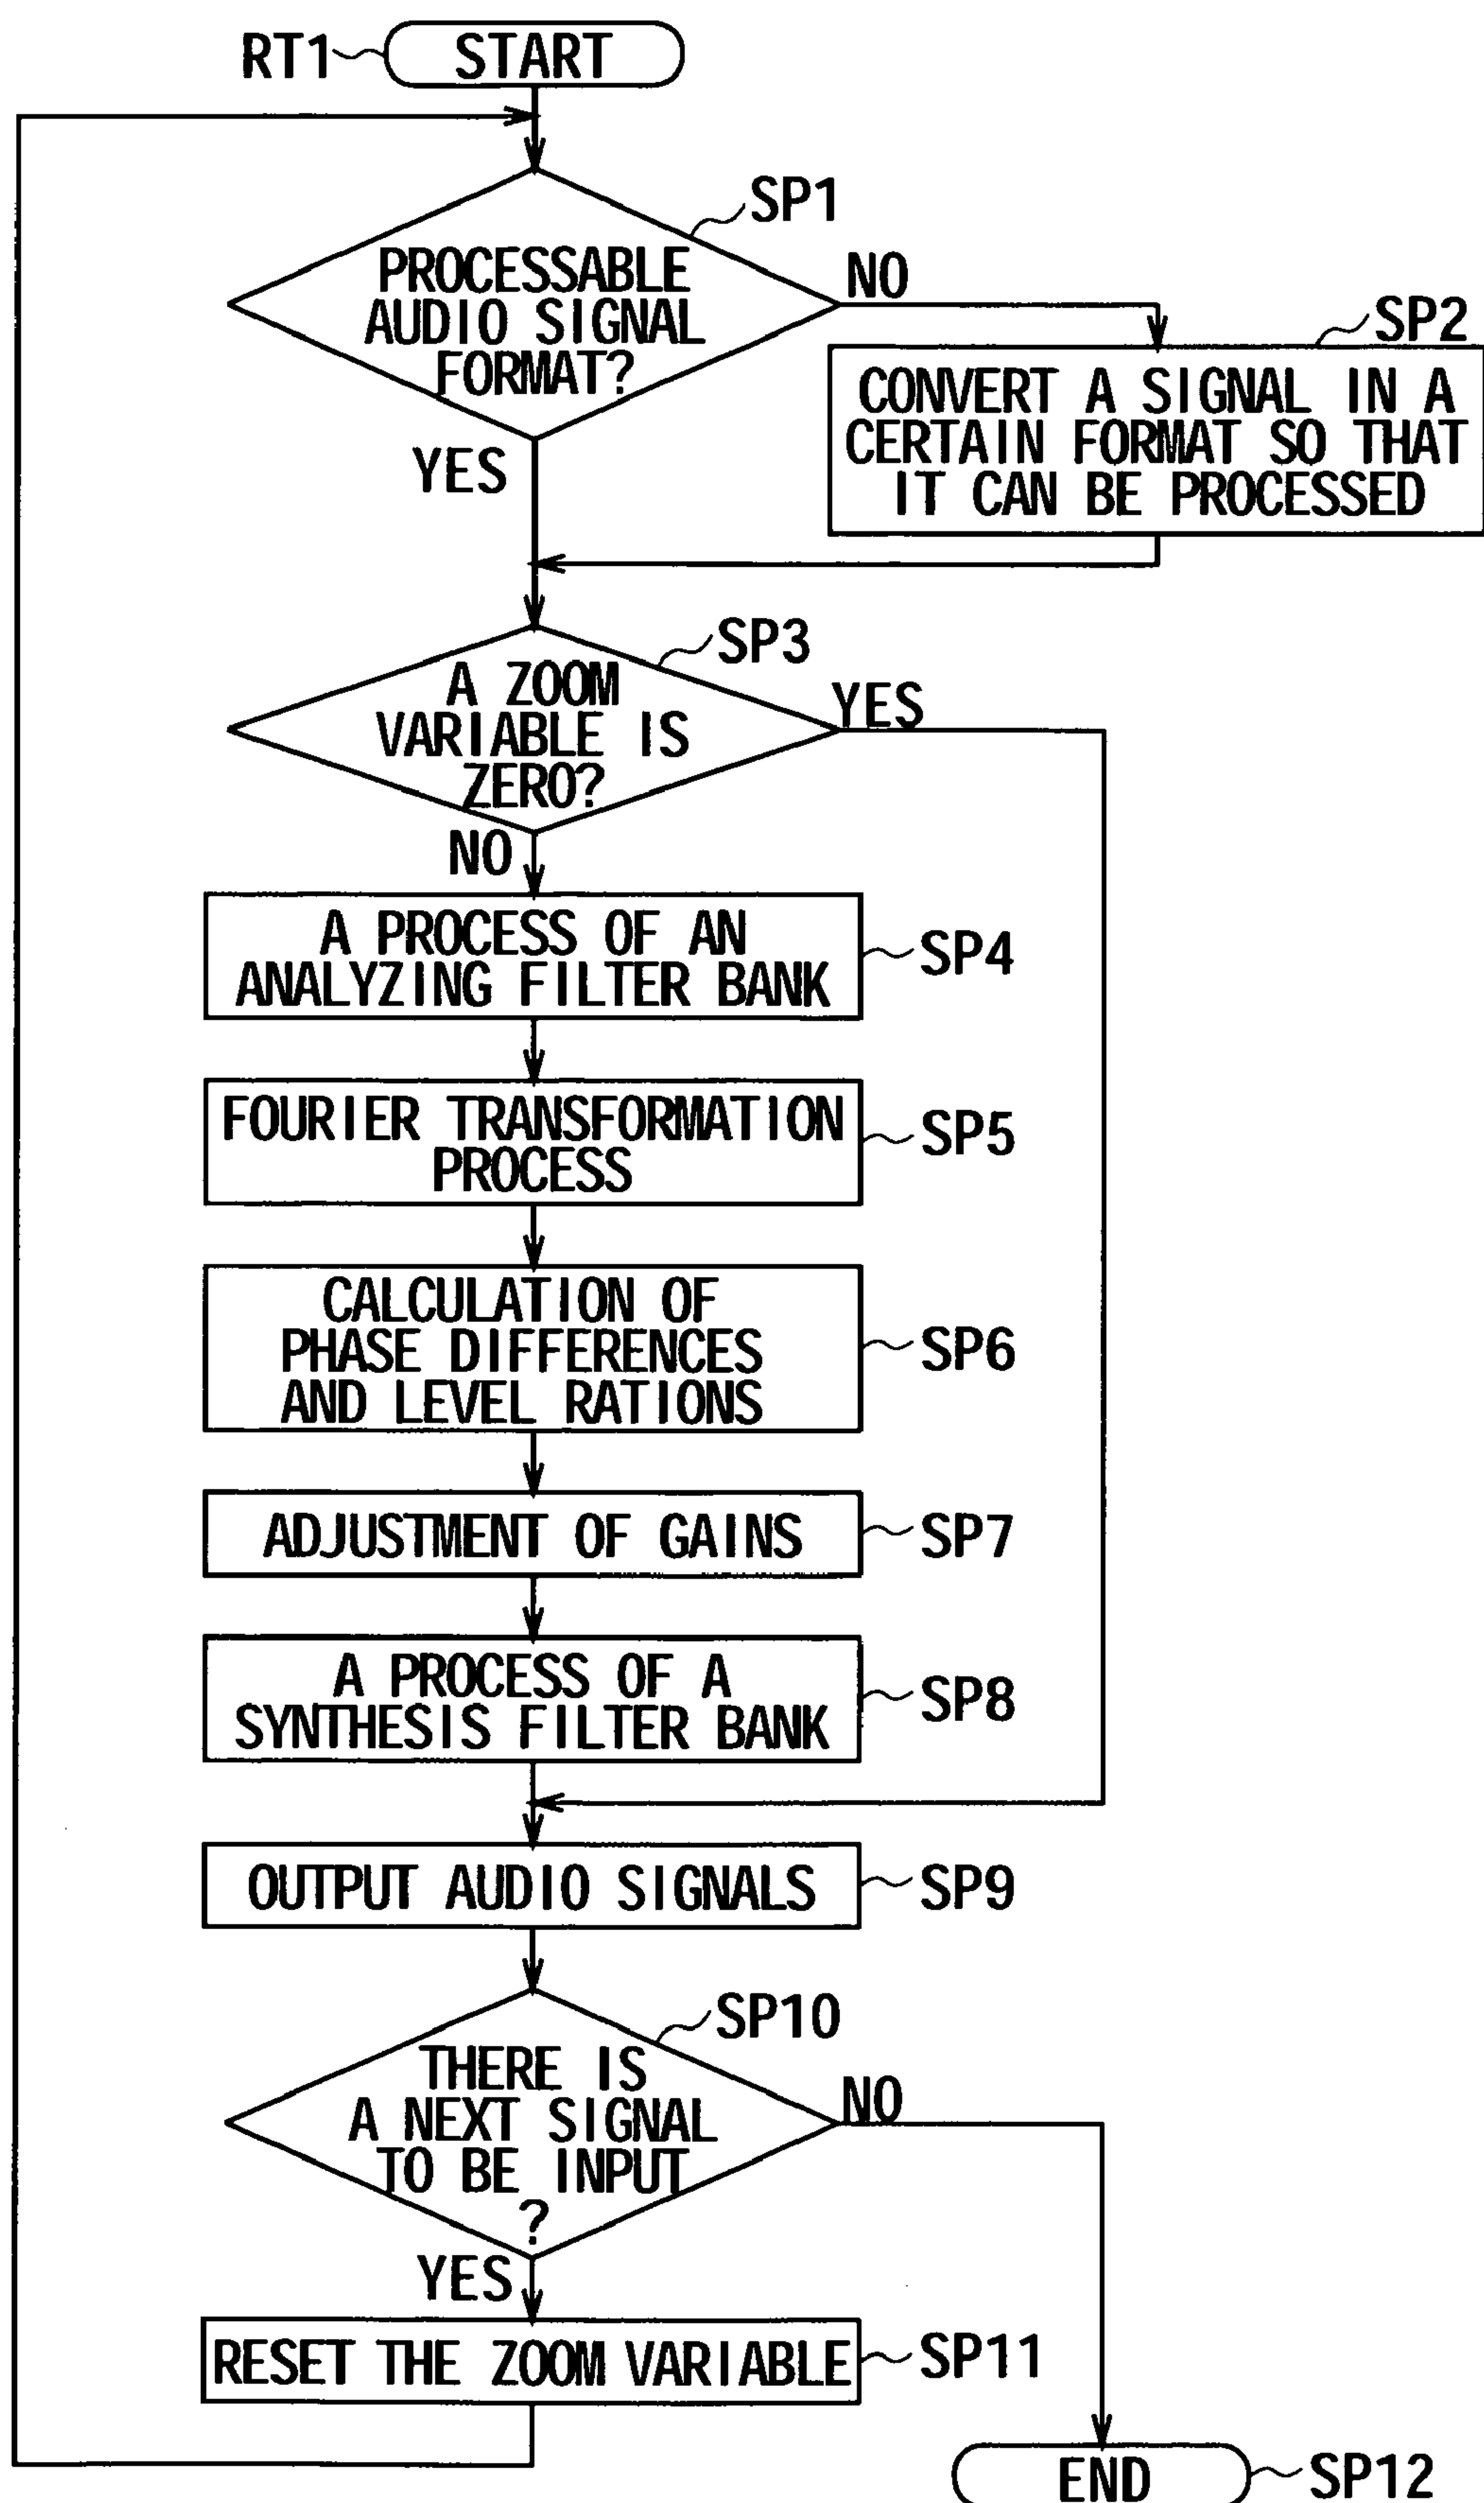 RT1
START
SP1
PROCESSABLE
AUDIO SIGNAL
FORMAT?
NO
YES
SP2
CONVERT A SIGNAL IN A
CERTAIN FORMAT SO THAT
IT CAN BE PROCESSED
SP3
A ZOOM
VARIABLE IS
ZERO?
YES
NO
A PROCESS OF AN
ANALYZING FILTER BANK
SP4
FOURIER TRANSFORMATION
PROCESS
SP5
CALCULATION OF
PHASE DIFFERENCES
AND LEVEL RATIONS
SP6
ADJUSTMENT OF GAINS
SP7
A PROCESS OF A
SYNTHESIS FILTER BANK
SP8
OUTPUT AUDIO SIGNALS
SP9
SP10
THERE IS
A NEXT SIGNAL
TO BE INPUT
?
NO
YES
RESET THE ZOOM VARIABLE
SP11
END
SP12